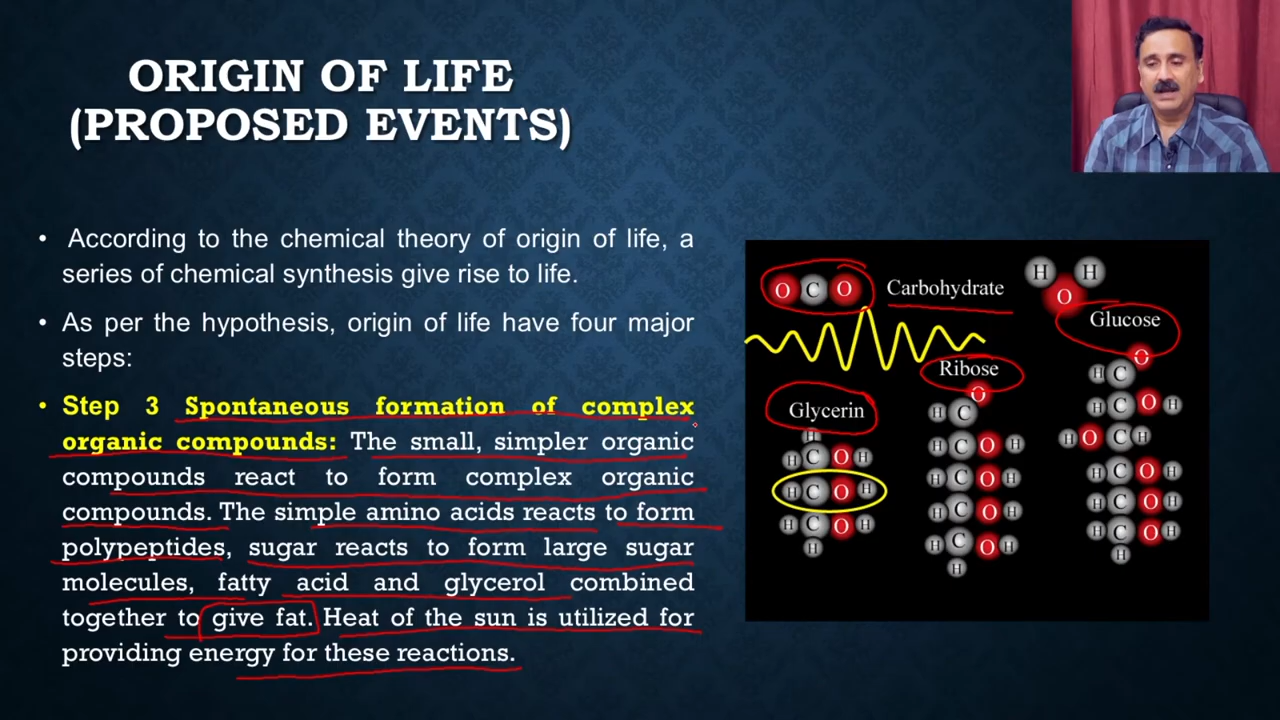 ORIGIN OF LIFE
(PROPOSED EVENTS)
• According to the chemical theory of origin of life, a
series of chemical synthesis give rise to life.
• As per the hypothesis, origin of life have four major
steps:
• Step 3 Spontaneous formation of complex
organic compounds: The small, simpler organic
compounds react to form complex organic
compounds. The simple amino acids reacts to form
polypeptides, sugar reacts to form large sugar
molecules, fatty acid and glycerol combined
together to give fat. Heat of the sun is utilized for
providing energy for these reactions.
O C O
Carbohydrate
H H
O
Glycerin
H
H C O H
H C O H
H C O H
H
Ribose
O
H C
H C O H
H C O H
H C O H
H C O H
H
Glucose
O
H C
H C O H
H O C H
H C O H
H C O H
H C O H
H